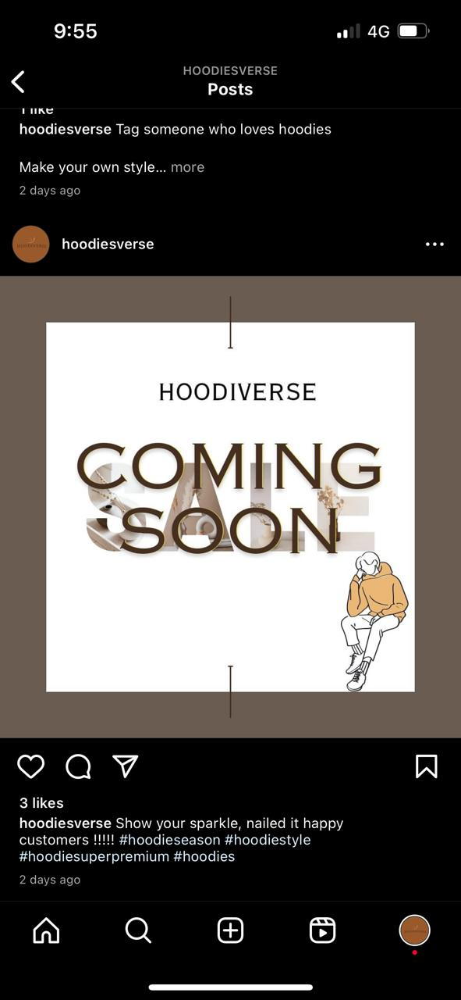 9:55
4G
HOODIESVERSE
Posts
1 like
hoodiesverse Tag someone who loves hoodies
Make your own style... more
2 days ago
hoodiesverse
HOODIVERSE
COMING
SALE
SOON
3 likes
hoodiesverse Show your sparkle, nailed it happy
customers !!!!! #hoodieseason #hoodiestyle
#hoodiesuperpremium #hoodies
2 days ago